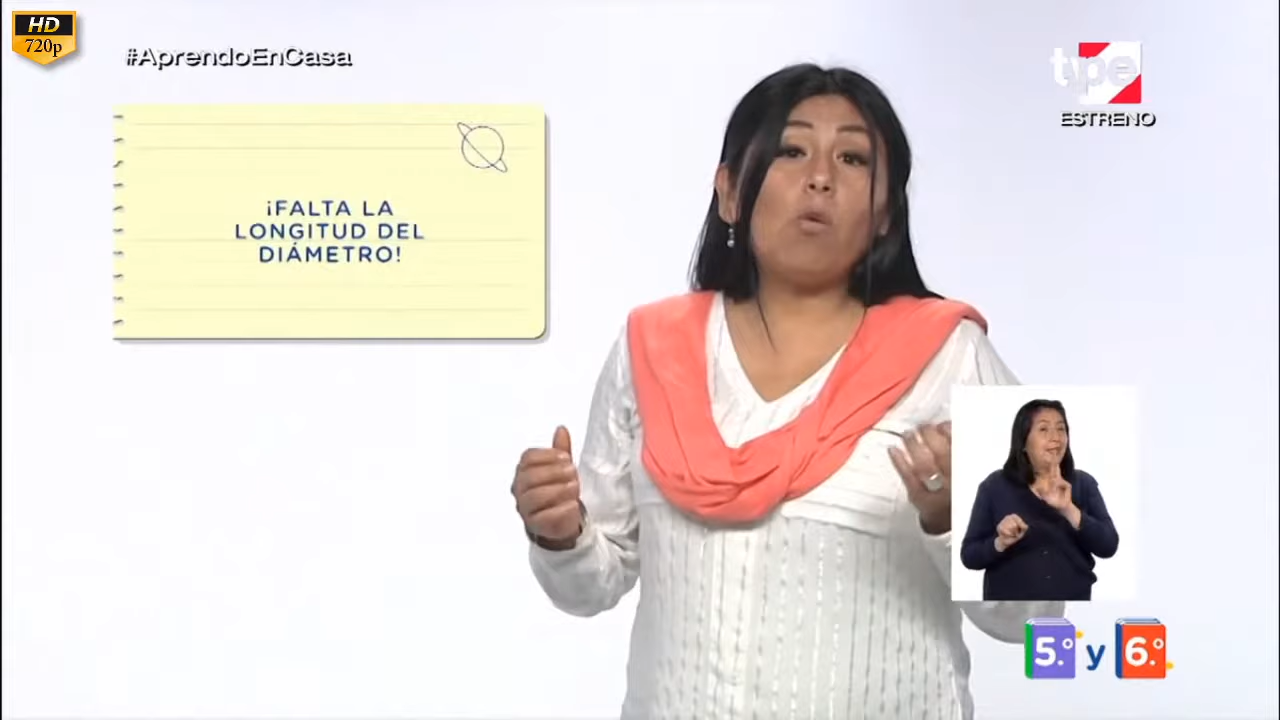 HD
720p
#AprendoEnCasa
tvpe
ESTRENO
¡FALTA LA
LONGITUD DEL
DIÁMETRO!
5.° y 6.°